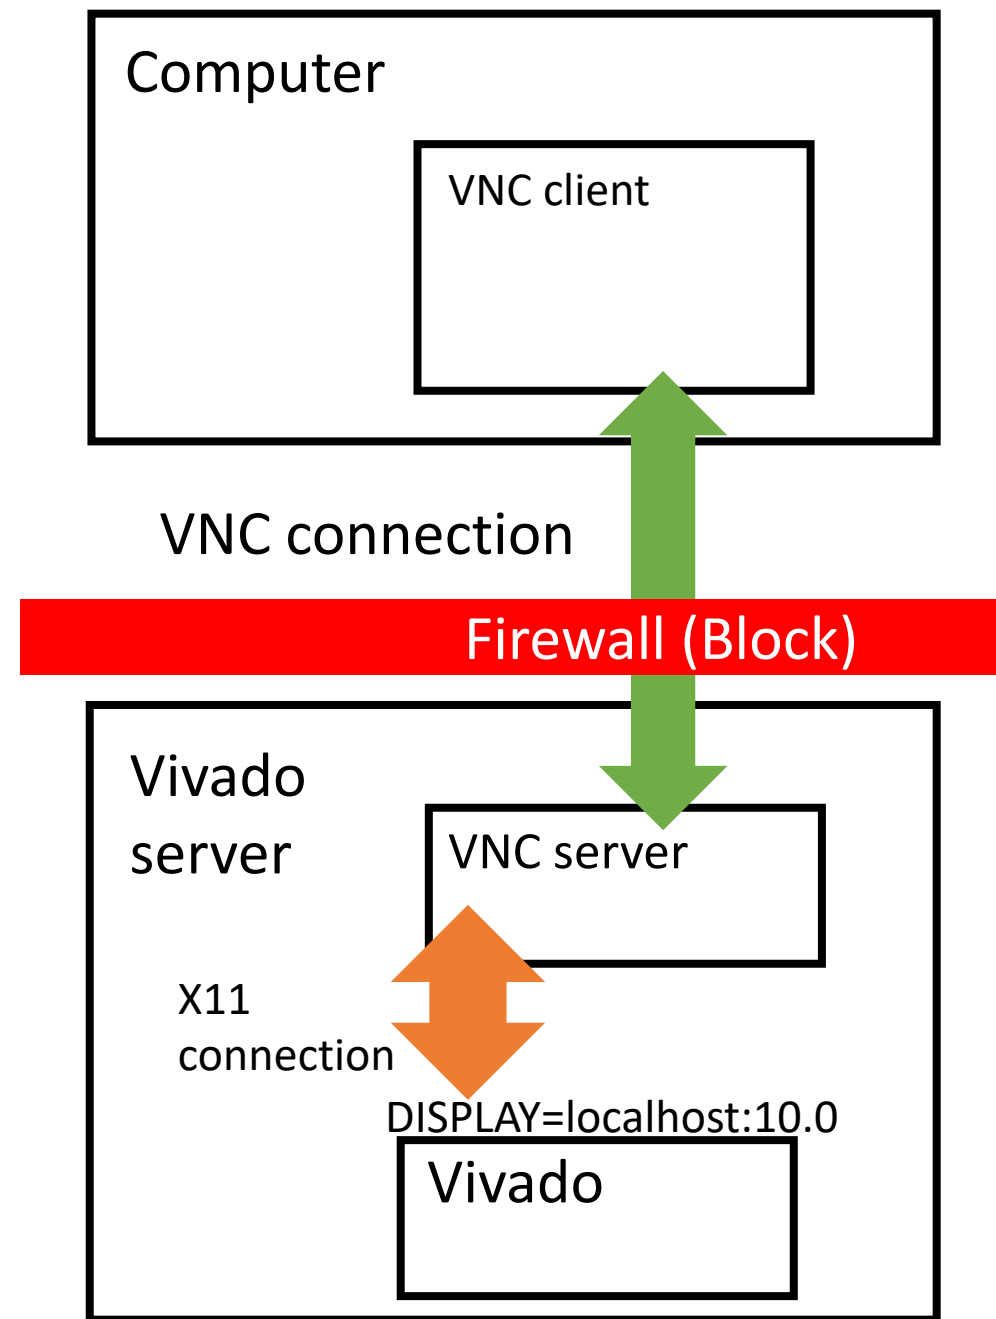 Computer
VNC client
VNC connection
Firewall (Block)
Vivado
server
VNC server
X11
connection
DISPLAY=localhost:10.0
Vivado